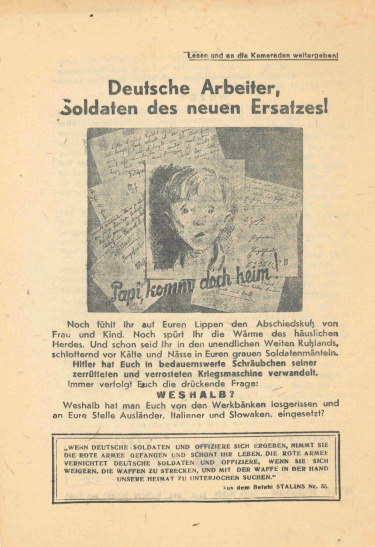 Lesen und an die Kameraden weitergeben!
Deutsche Arbeiter,
Soldaten des neuen Ersatzes!
Papi, komm doch heim!
Noch fühlt Ihr auf Euren Lippen den Abschiedskuß von
Frau und Kind. Noch spürt Ihr die Wärme des häuslichen
Herdes. Und schon seid Ihr in den unendlichen Weiten Rußlands,
schlotternd vor Kälte und Nässe in Euren grauen Soldatenmänteln.
Hitler hat Euch in bedauernswerte Schräubchen seiner
zerrütteten und verrosteten Kriegsmaschine verwandelt.
Immer verfolgt Euch die drückende Frage:
WESHALB?
Weshalb hat man Euch von den Werkbänken losgerissen und
an Eure Stelle Ausländer, Italiener und Slowaken, eingesetzt?
„WENN DEUTSCHE SOLDATEN UND OFFIZIERE SICH ERGEBEN, NIMMT SIE
DIE ROTE ARMEE GEFANGEN UND SCHONT IHR LEBEN. DIE ROTE ARMEE
VERNICHTET DEUTSCHE SOLDATEN UND OFFIZIERE, WENN SIE SICH
WEIGERN, DIE WAFFEN ZU STRECKEN, UND MIT DER WAFFE IN DER HAND
UNSERE HEIMAT ZU UNTERJOCHEN SUCHEN."
Aus dem Befehl STALINS Nr. 55.